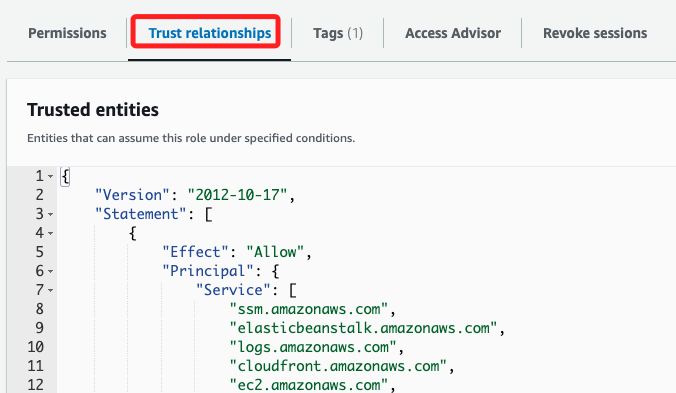 Permissions
Trust relationships
Tags (1)
Access Advisor
Revoke sessions
Trusted entities
Entities that can assume this role under specified conditions.
1 {
2 "Version": "2012-10-17",
3 "Statement": [
4 {
5 "Effect": "Allow",
6 "Principal": {
7 "Service": [
8 "ssm.amazonaws.com",
9 "elasticbeanstalk.amazonaws.com",
10 "logs.amazonaws.com",
11 "cloudfront.amazonaws.com",
12 "ec2.amazonaws.com",